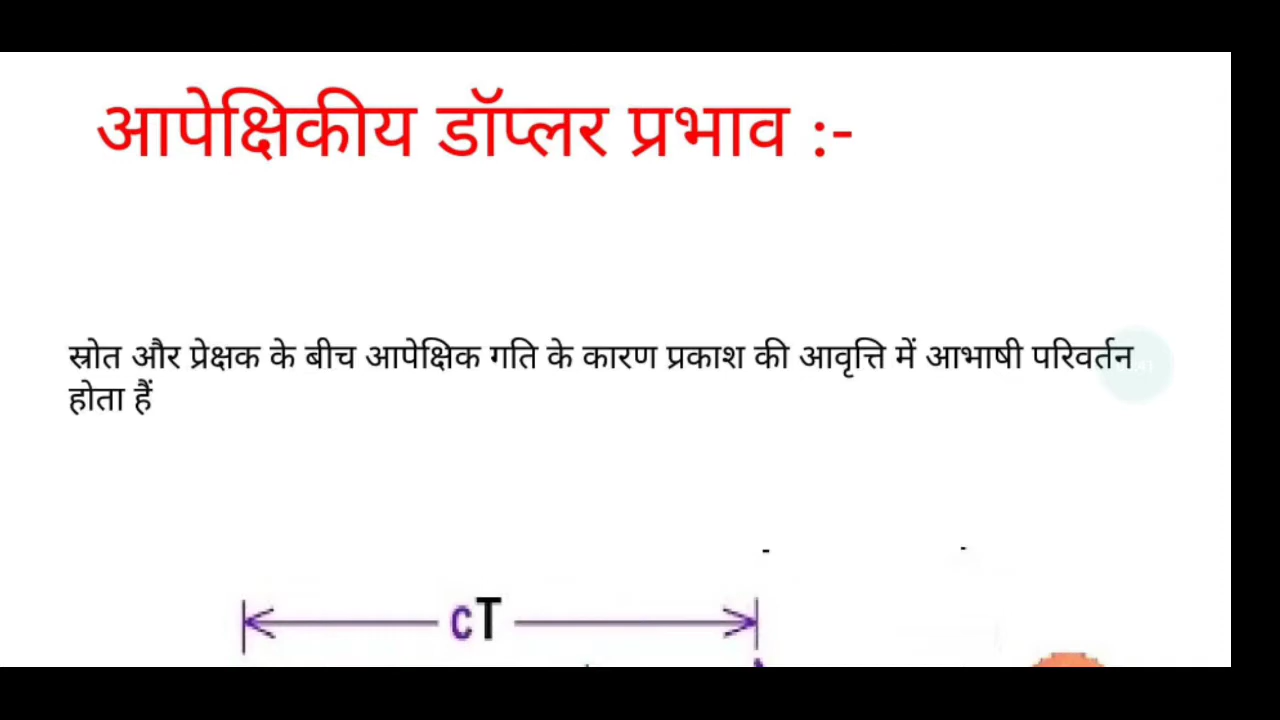 आपेक्षिकीय डॉप्लर प्रभाव :-
स्रोत और प्रेक्षक के बीच आपेक्षिक गति के कारण प्रकाश की आवृत्ति में आभाषी परिवर्तन
होता हैं
cT